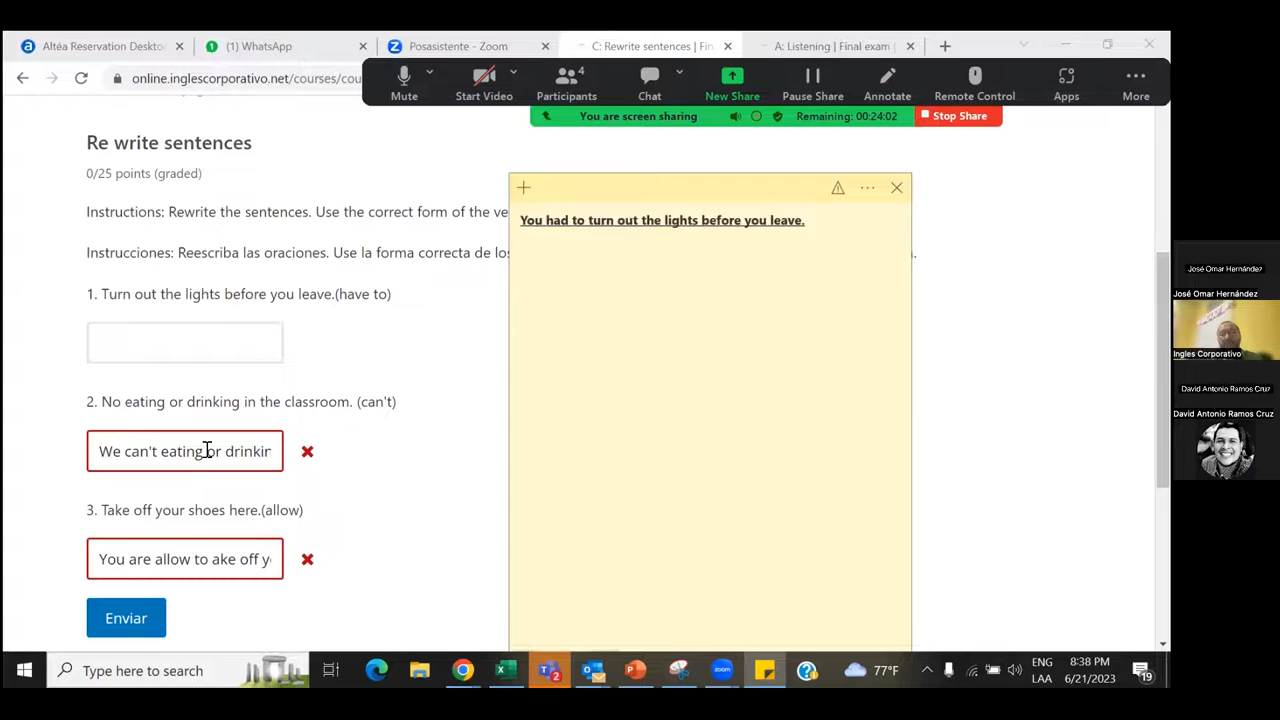 Altéa Reservation Deskto
(1) WhatsApp
Posasistente - Zoom
C: Rewrite sentences | Fin
A: Listening | Final exam
online.inglescorporativo.net/courses/cou
Mute
Start Video
4
Participants
Chat
New Share
Pause Share
Annotate
Remote Control
Apps
More
You are screen sharing
Remaining: 00:24:02
Stop Share
Re write sentences
0/25 points (graded)
Instructions: Rewrite the sentences. Use the correct form of the ve
Instrucciones: Reescriba las oraciones. Use la forma correcta de los
1. Turn out the lights before you leave.(have to)
2. No eating or drinking in the classroom. (can't)
We can't eating or drinkin
3. Take off your shoes here.(allow)
You are allow to ake off y
Enviar
You had to turn out the lights before you leave.
José Omar Hernández
José Omar Hernández
Ingles Corporativo
David Antonio Ramos Cruz
David Antonio Ramos Cruz
Type here to search
2
zoom
77°F
ENG
LAA
8:38 PM
6/21/2023
19